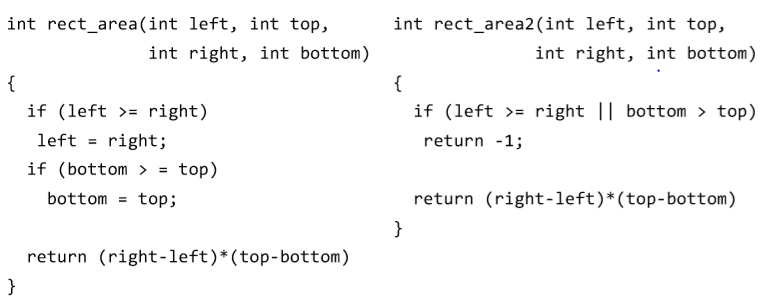 int rect_area(int left, int top,
int right, int bottom)
{
if (left >= right)
left = right;
if (bottom > = top)
bottom = top;
return (right-left)*(top-bottom)
}
int rect_area2(int left, int top,
int right, int bottom)
{
if (left >= right || bottom > top)
return -1;
return (right-left)*(top-bottom)
}